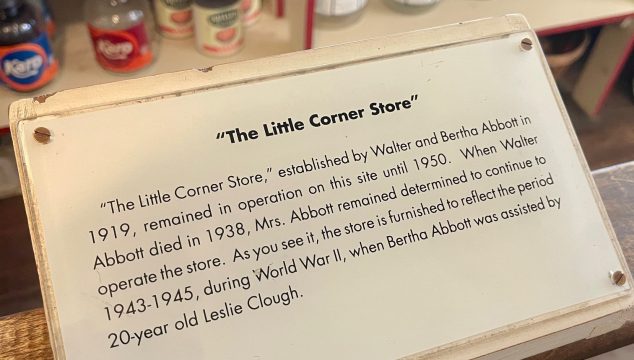 Karo
Karo
"The Little Corner Store"
"The Little Corner Store," established by Walter and Bertha Abbott in
1919, remained in operation on this site until 1950. When Walter
Abbott died in 1938, Mrs. Abbott remained determined to continue to
operate the store. As you see it, the store is furnished to reflect the period
1943-1945, during World War II, when Bertha Abbott was assisted by
20-year old Leslie Clough.